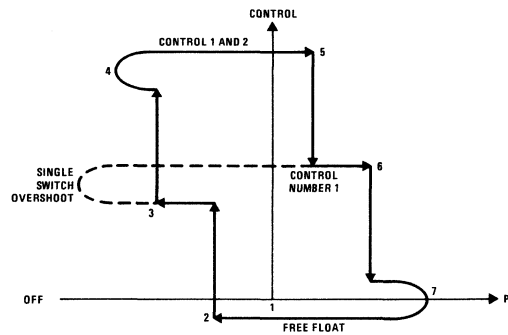 CONTROL
CONTROL 1 AND 2
5
4
6
SINGLE
SWITCH
OVERSHOOT
CONTROL
NUMBER 1
3
7
OFF
1
P
2
FREE FLOAT